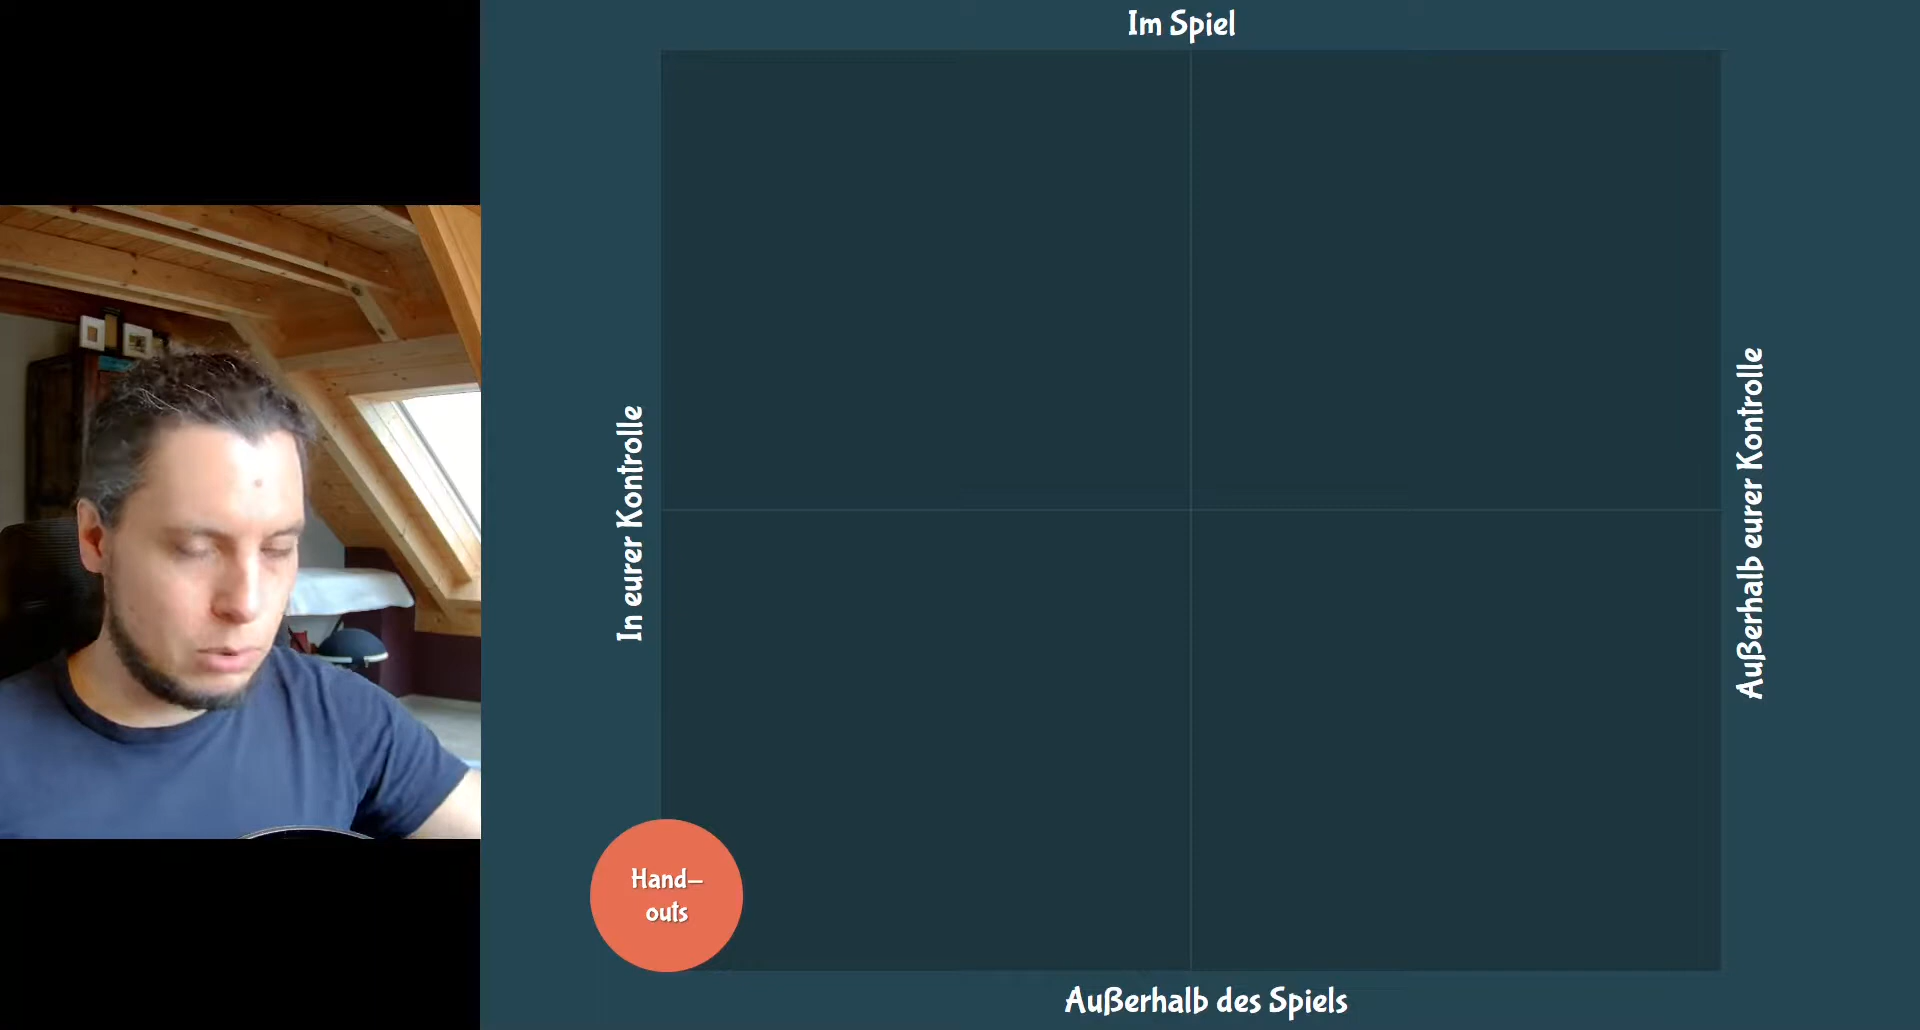 Im Spiel
In eurer Kontrolle
Außerhalb eurer Kontrolle
Hand-
outs
Außerhalb des Spiels